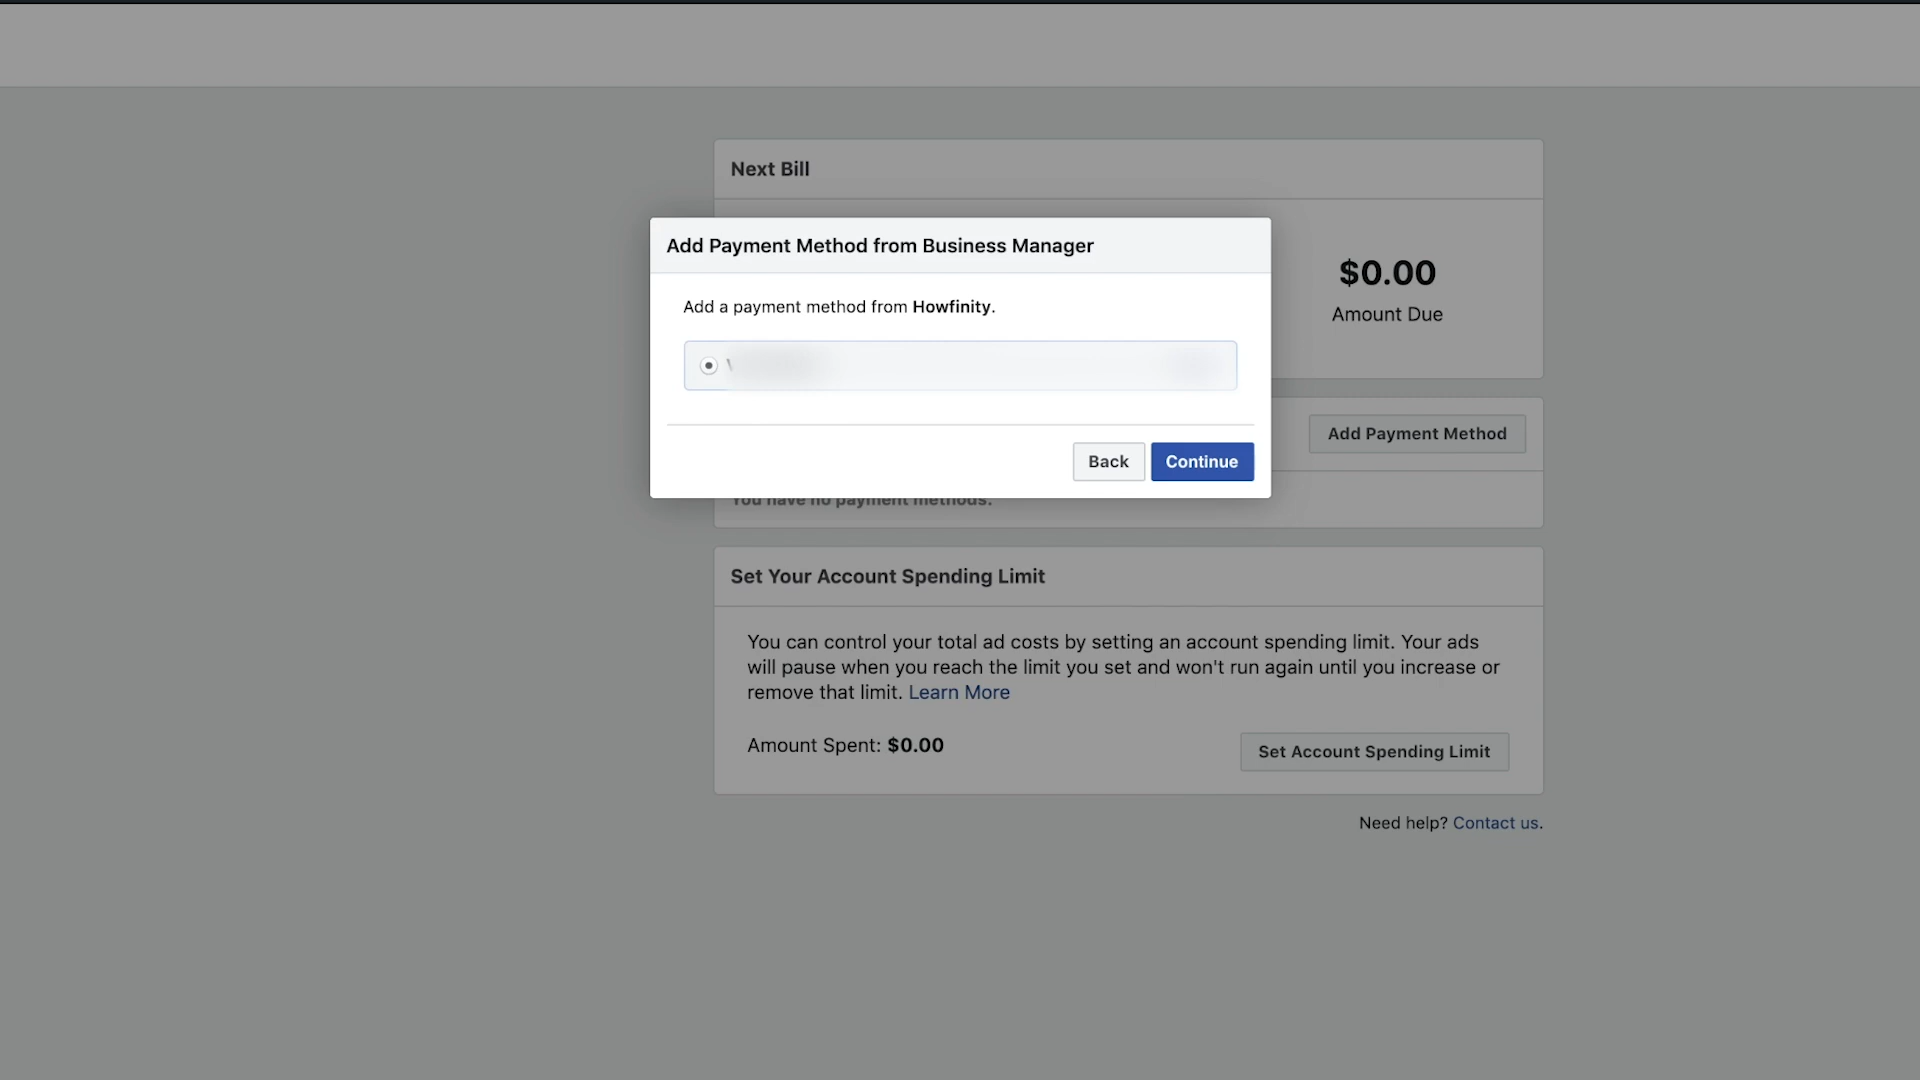 Next Bill
Add Payment Method from Business Manager
$0.00
Add a payment method from Howfinity.
Amount Due
Add Payment Method
Back
Continue
You have no payment methods.
Set Your Account Spending Limit
You can control your total ad costs by setting an account spending limit. Your ads
will pause when you reach the limit you set and won't run again until you increase or
remove that limit. Learn More
Amount Spent: $0.00
Set Account Spending Limit
Need help? Contact us.